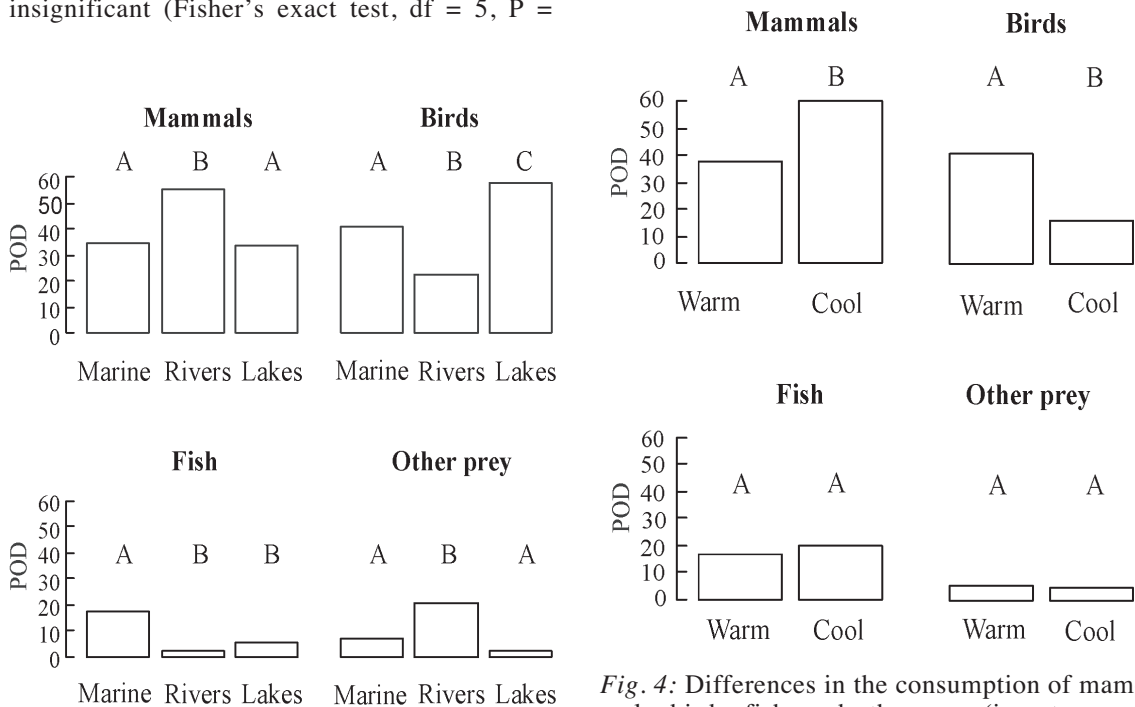 insignificant (Fisher's exact test, df = 5, P =
Mammals Birds
A B A A B C
60
50
40
30
20
10
0
POD
Marine Rivers Lakes Marine Rivers Lakes
Fish Other prey
60
50
40
30
20
10
0
POD
A B B A B A
Marine Rivers Lakes Marine Rivers Lakes
Mammals Birds
A B A B
60
50
40
30
20
10
0
POD
Warm Cool Warm Cool
Fish Other prey
60
50
40
30
20
10
0
POD
A A A A
Warm Cool Warm Cool
Fig. 4: Differences in the consumption of mam